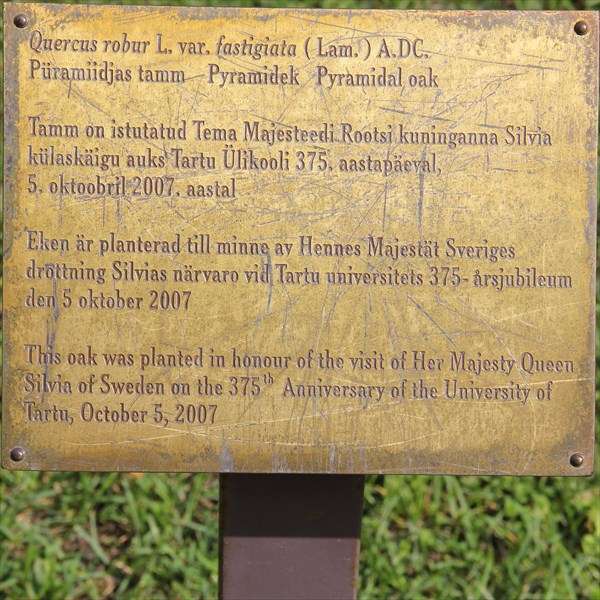 Quercus robur L. var. fastigiata (Lam.) A.DC.
Püramiidjas tamm Pyramidek Pyramidal oak
Tamm on istutatud Tema Majesteedi Rootsi kuninganna Silvia
külaskäigu auks Tartu Ülikooli 375. aastapäeval,
5. oktoobril 2007. aastal
Eken är planterad till minne av Hennes Majestät Sveriges
drottning Silvias närvaro vid Tartu universitets 375- årsjubileum
den 5 oktober 2007
This oak was planted in honour of the visit of Her Majesty Queen
Silvia of Sweden on the 375th Anniversary of the University of
Tartu, October 5, 2007